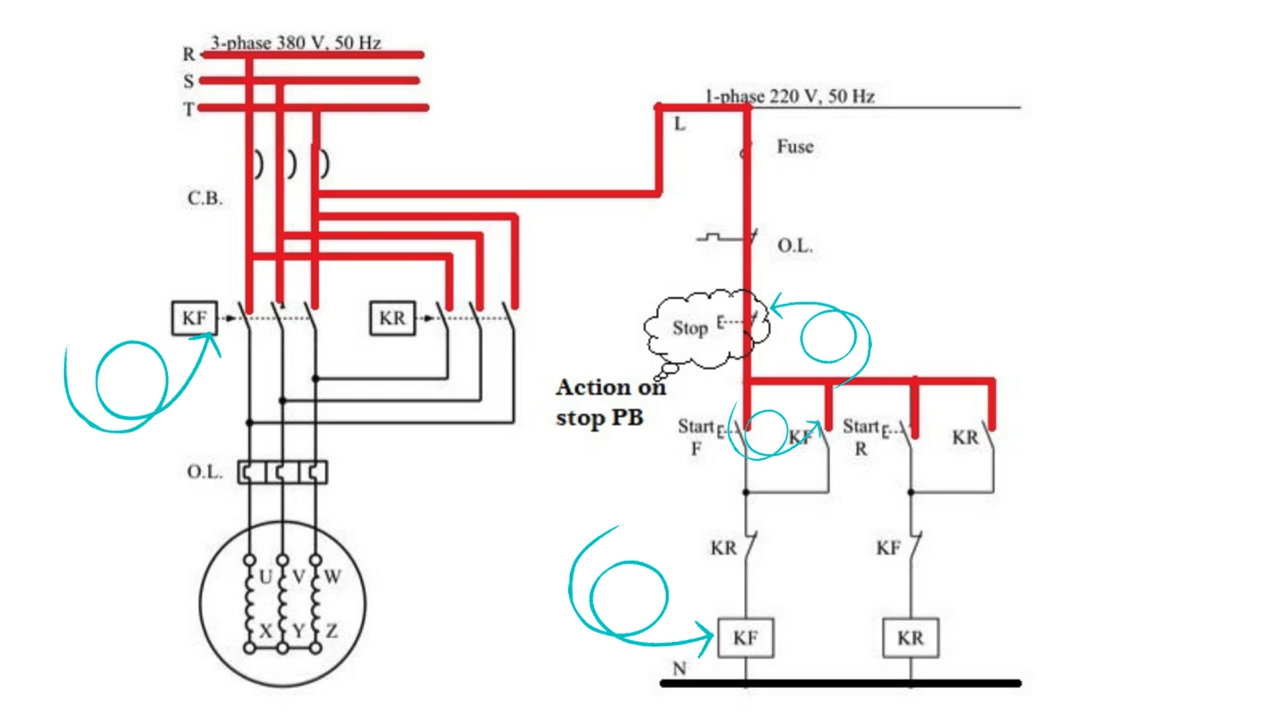 3-phase 380 V, 50 Hz
R
S
T
1-phase 220 V, 50 Hz
L
Fuse
C.B.
O.L.
KF
KR
Stop
Action on
stop PB
Start
F
KF
Start
R
KR
O.L.
KR
KF
U V W
X Y Z
KF
KR
N